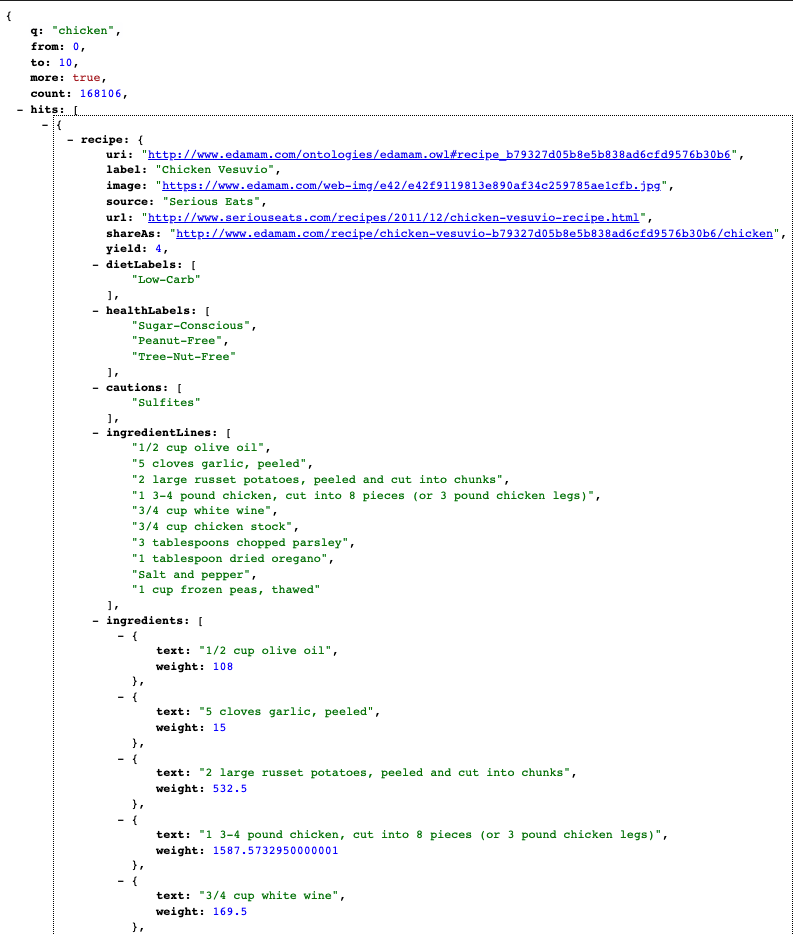 {
q: "chicken",
from: 0,
to: 10,
more: true,
count: 168106,
– hits: [
– {
– recipe: {
uri: "http://www.edamam.com/ontologies/edamam.owl#recipe_b79327d05b8e5b838ad6cfd9576b30b6",
label: "Chicken Vesuvio",
image: "https://www.edamam.com/web-img/e42/e42f9119813e890af34c259785ae1cfb.jpg",
source: "Serious Eats",
url: "http://www.seriouseats.com/recipes/2011/12/chicken-vesuvio-recipe.html",
shareAs: "http://www.edamam.com/recipe/chicken-vesuvio-b79327d05b8e5b838ad6cfd9576b30b6/chicken",
yield: 4,
– dietLabels: [
"Low-Carb"
],
– healthLabels: [
"Sugar-Conscious",
"Peanut-Free",
"Tree-Nut-Free"
],
– cautions: [
"Sulfites"
],
– ingredientLines: [
"1/2 cup olive oil",
"5 cloves garlic, peeled",
"2 large russet potatoes, peeled and cut into chunks",
"1 3-4 pound chicken, cut into 8 pieces (or 3 pound chicken legs)",
"3/4 cup white wine",
"3/4 cup chicken stock",
"3 tablespoons chopped parsley",
"1 tablespoon dried oregano",
"Salt and pepper",
"1 cup frozen peas, thawed"
],
– ingredients: [
– {
text: "1/2 cup olive oil",
weight: 108
},
– {
text: "5 cloves garlic, peeled",
weight: 15
},
– {
text: "2 large russet potatoes, peeled and cut into chunks",
weight: 532.5
},
– {
text: "1 3-4 pound chicken, cut into 8 pieces (or 3 pound chicken legs)",
weight: 1587.5732950000001
},
– {
text: "3/4 cup white wine",
weight: 169.5
},